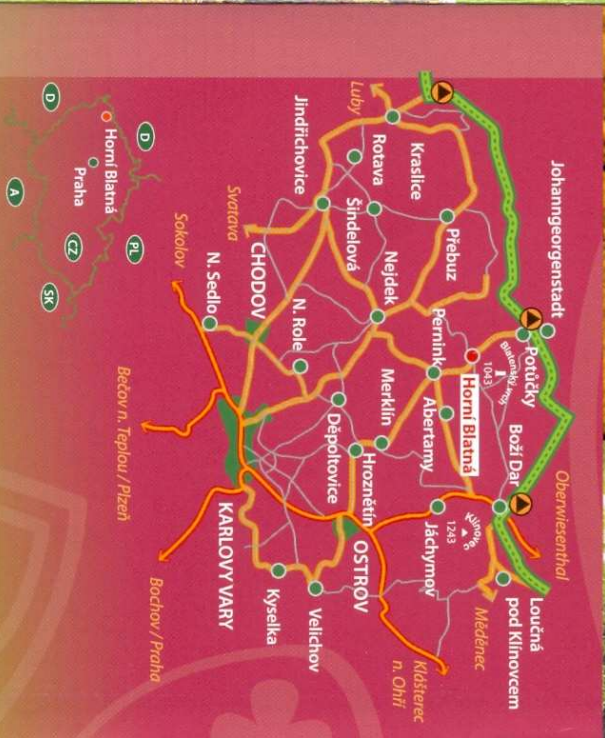 Johanngeorgenstadt
Potůčky
Blatenský vrch
1043
Oberwiesenthal
Boží Dar
Loučná
pod Klínovcem
Klínovec
1243
Měděnec
Luby
Kraslice
Rotava
Přebuz
Jindřichovice
Šindelová
Nejdek
Pernink
Horní Blatná
Abertamy
Jáchymov
Merklín
Hroznětín
OSTROV
Klášterec
n. Ohří
Svatava
CHODOV
N. Role
Děpoltovice
Velichov
Sokolov
N. Sedlo
KARLOVY VARY
Kyselka
Bečov n. Teplou / Plzeň
Bochov / Praha
D
D
Horní Blatná
Praha
PL
CZ
A
SK